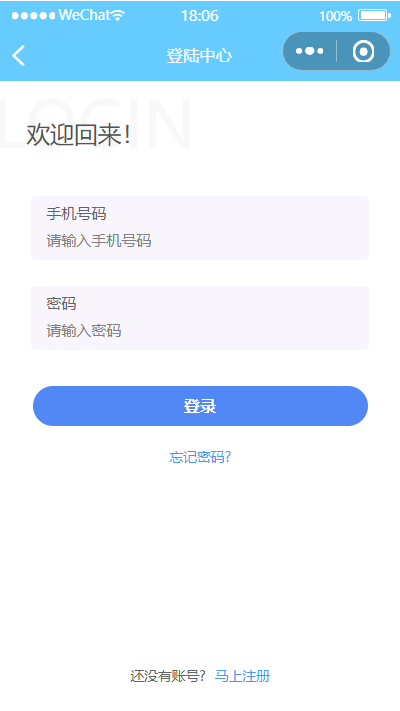 WeChat 18:06 100%
登陆中心
LOGIN
欢迎回来！
手机号码
请输入手机号码
密码
请输入密码
登录
忘记密码?
还没有账号? 马上注册